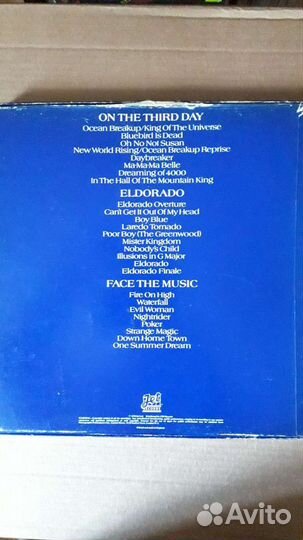 ON THE THIRD DAY
Ocean Breakup/King Of The Universe
Bluebird Is Dead
Oh No Not Susan
New World Rising/Ocean Breakup Reprise
Daybreaker
Ma-Ma-Ma Belle
Dreaming of 4000
In The Hall Of The Mountain King
ELDORADO
Eldorado Overture
Can't Get It Out Of My Head
Boy Blue
Laredo Tornado
Poor Boy (The Greenwood)
Mister Kingdom
Nobody's Child
Illusions in G Major
Eldorado
Eldorado Finale
FACE THE MUSIC
Fire On High
Waterfall
Evil Woman
Nightrider
Poker
Strange Magic
Down Home Town
One Summer Dream
Jet
RECORDS
Avito